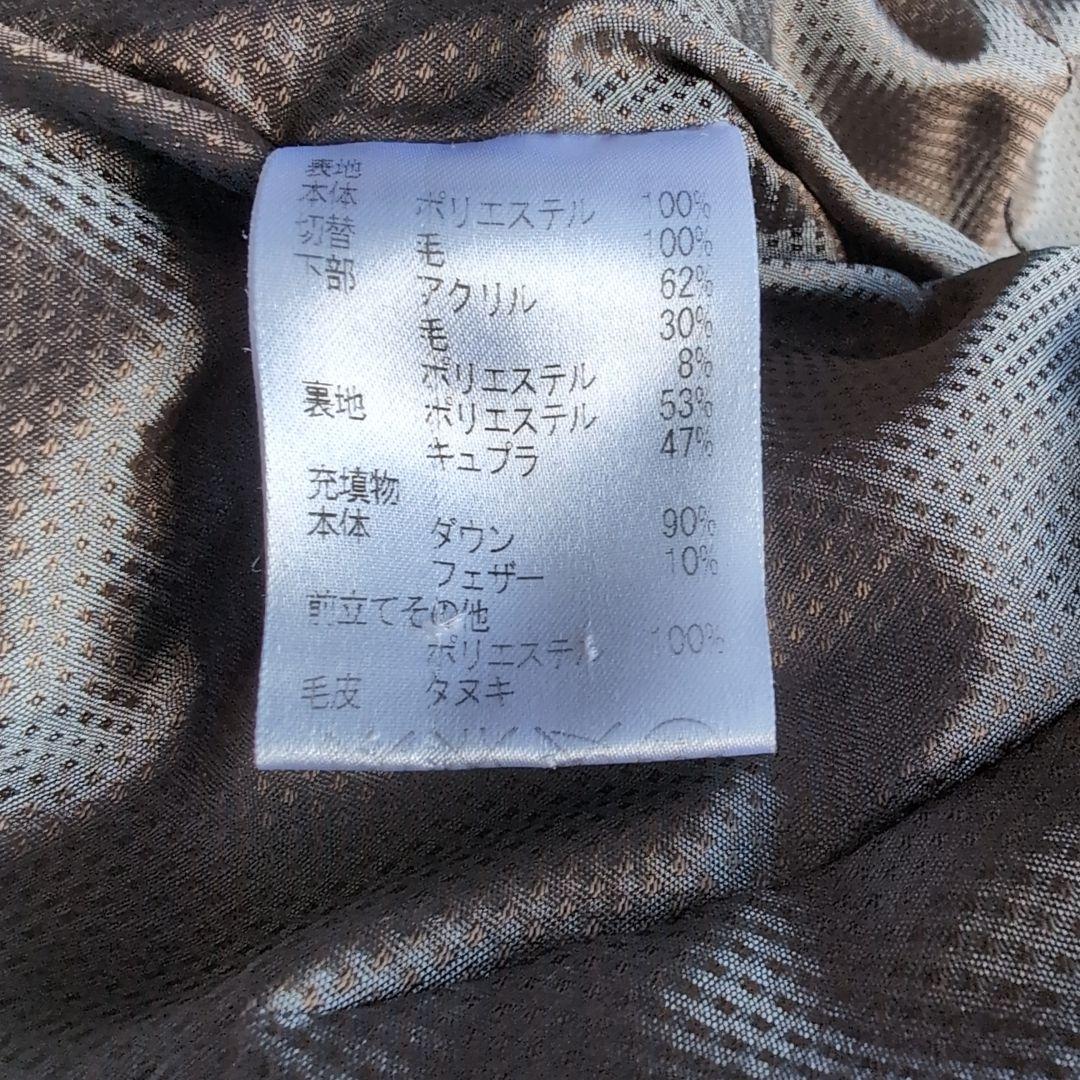 表地
本体 ポリエステル 100%
切替 毛 100%
下部 アクリル 62%
毛 30%
ポリエステル 8%
裏地 ポリエステル 53%
キュプラ 47%
充填物
本体 ダウン 90%
フェザー 10%
前立てその他
ポリエステル 100%
毛皮 タヌキ